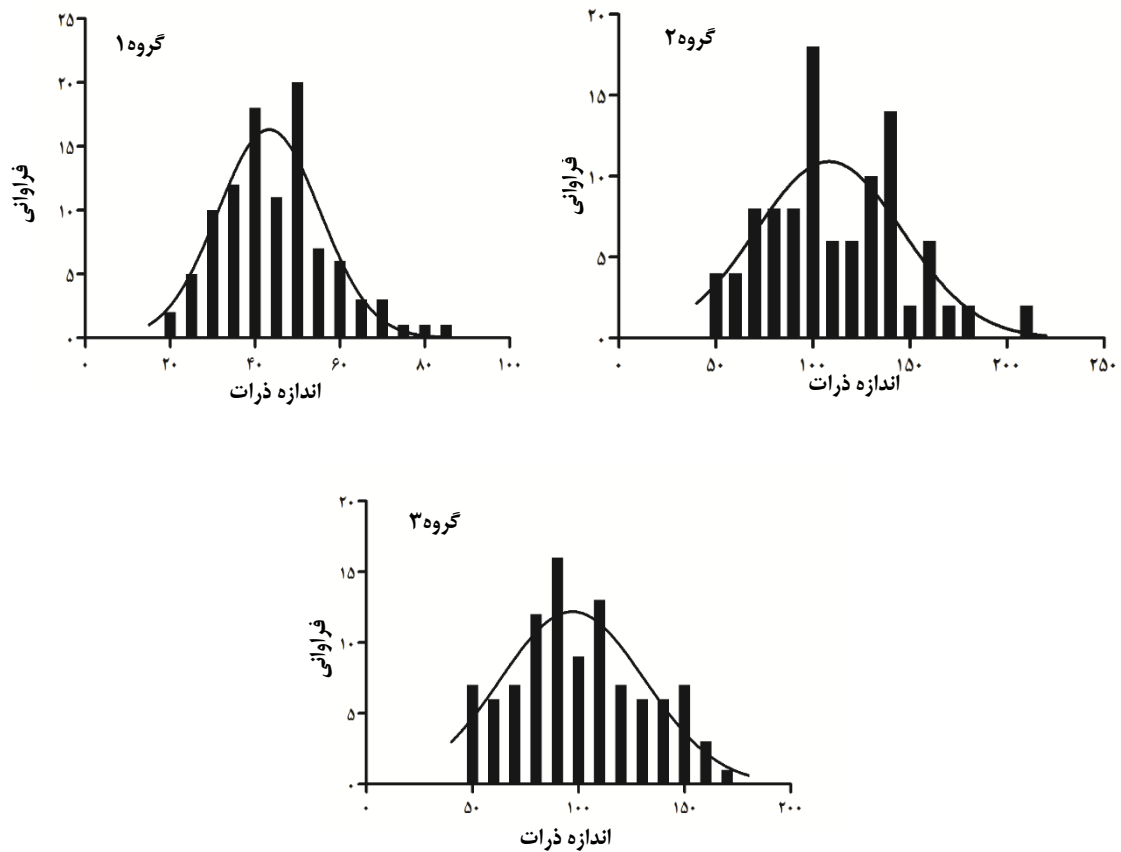 گروه۱
۲۵
۲۰
۱۵
۱۰
۵
۰
فراوانی
۰ ۲۰ ۴۰ ۶۰ ۸۰ ۱۰۰
اندازه ذرات
گروه۲
۲۰
۱۵
۱۰
۵
۰
فراوانی
۰ ۵۰ ۱۰۰ ۱۵۰ ۲۰۰ ۲۵۰
اندازه ذرات
گروه۳
۲۰
۱۵
۱۰
۵
۰
فراوانی
۰ ۵۰ ۱۰۰ ۱۵۰ ۲۰۰
اندازه ذرات